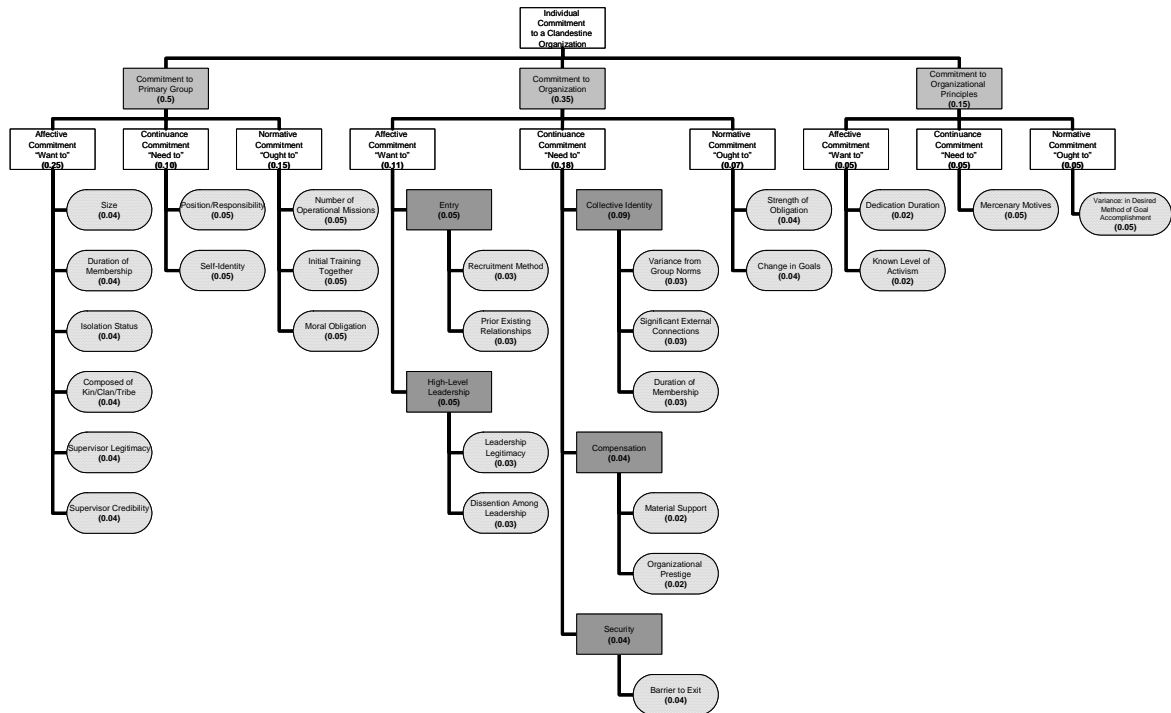 Individual
Commitment
to a Clandestine
Organization
Commitment to
Primary Group
(0.5)
Commitment to
Organization
(0.35)
Commitment to
Organizational
Principles
(0.15)
Affective
Commitment
“Want to”
(0.25)
Continuance
Commitment
“Need to”
(0.10)
Normative
Commitment
“Ought to”
(0.15)
Affective
Commitment
“Want to”
(0.11)
Continuance
Commitment
“Need to”
(0.18)
Normative
Commitment
“Ought to”
(0.07)
Affective
Commitment
“Want to”
(0.05)
Continuance
Commitment
“Need to”
(0.05)
Normative
Commitment
“Ought to”
(0.05)
Size
(0.04)
Duration of
Membership
(0.04)
Isolation Status
(0.04)
Composed of
Kin/Clan/Tribe
(0.04)
Supervisor Legitimacy
(0.04)
Supervisor Credibility
(0.04)
Position/Responsibility
(0.05)
Self-Identity
(0.05)
Number of
Operational Missions
(0.05)
Initial Training
Together
(0.05)
Moral Obligation
(0.05)
Entry
(0.05)
Recruitment Method
(0.03)
Prior Existing
Relationships
(0.03)
High-Level
Leadership
(0.05)
Leadership
Legitimacy
(0.03)
Dissention Among
Leadership
(0.03)
Collective Identity
(0.09)
Variance from
Group Norms
(0.03)
Significant External
Connections
(0.03)
Duration of
Membership
(0.03)
Compensation
(0.04)
Material Support
(0.02)
Organizational
Prestige
(0.02)
Security
(0.04)
Barrier to Exit
(0.04)
Strength of
Obligation
(0.04)
Change in Goals
(0.04)
Dedication Duration
(0.02)
Known Level of
Activism
(0.02)
Mercenary Motives
(0.05)
Variance: in Desired
Method of Goal
Accomplishment
(0.05)